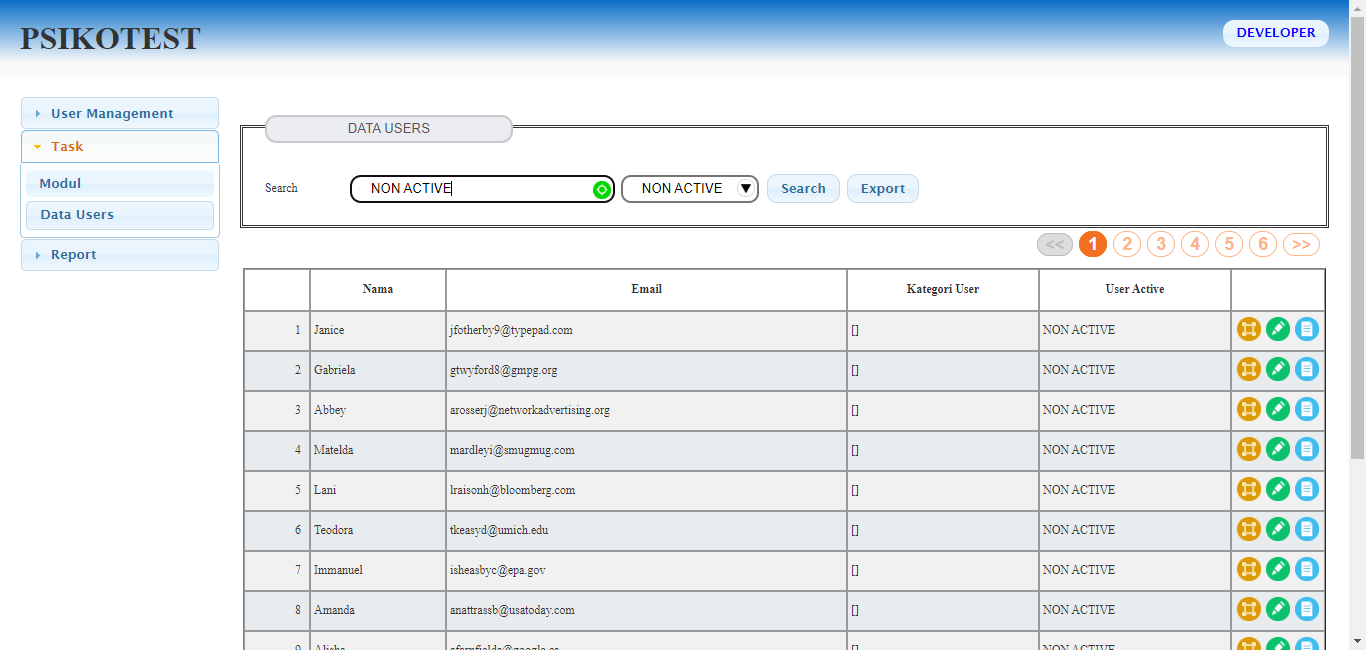 PSIKOTEST
DEVELOPER
User Management
Task
Modul
Data Users
Report
DATA USERS
Search NON ACTIVE NON ACTIVE ▼ Search Export
<< 1 2 3 4 5 6 >>
Nama Email Kategori User User Active
1 Janice jfotherby9@typepad.com [] NON ACTIVE
2 Gabriela gtwyford8@gmpg.org [] NON ACTIVE
3 Abbey arosserj@networkadvertising.org [] NON ACTIVE
4 Matelda mardleyi@smugmug.com [] NON ACTIVE
5 Lani lraisonh@bloomberg.com [] NON ACTIVE
6 Teodora tkeasyd@umich.edu [] NON ACTIVE
7 Immanuel isheasbyc@epa.gov [] NON ACTIVE
8 Amanda anattrassb@usatoday.com [] NON ACTIVE
9 [] NON ACTIVE